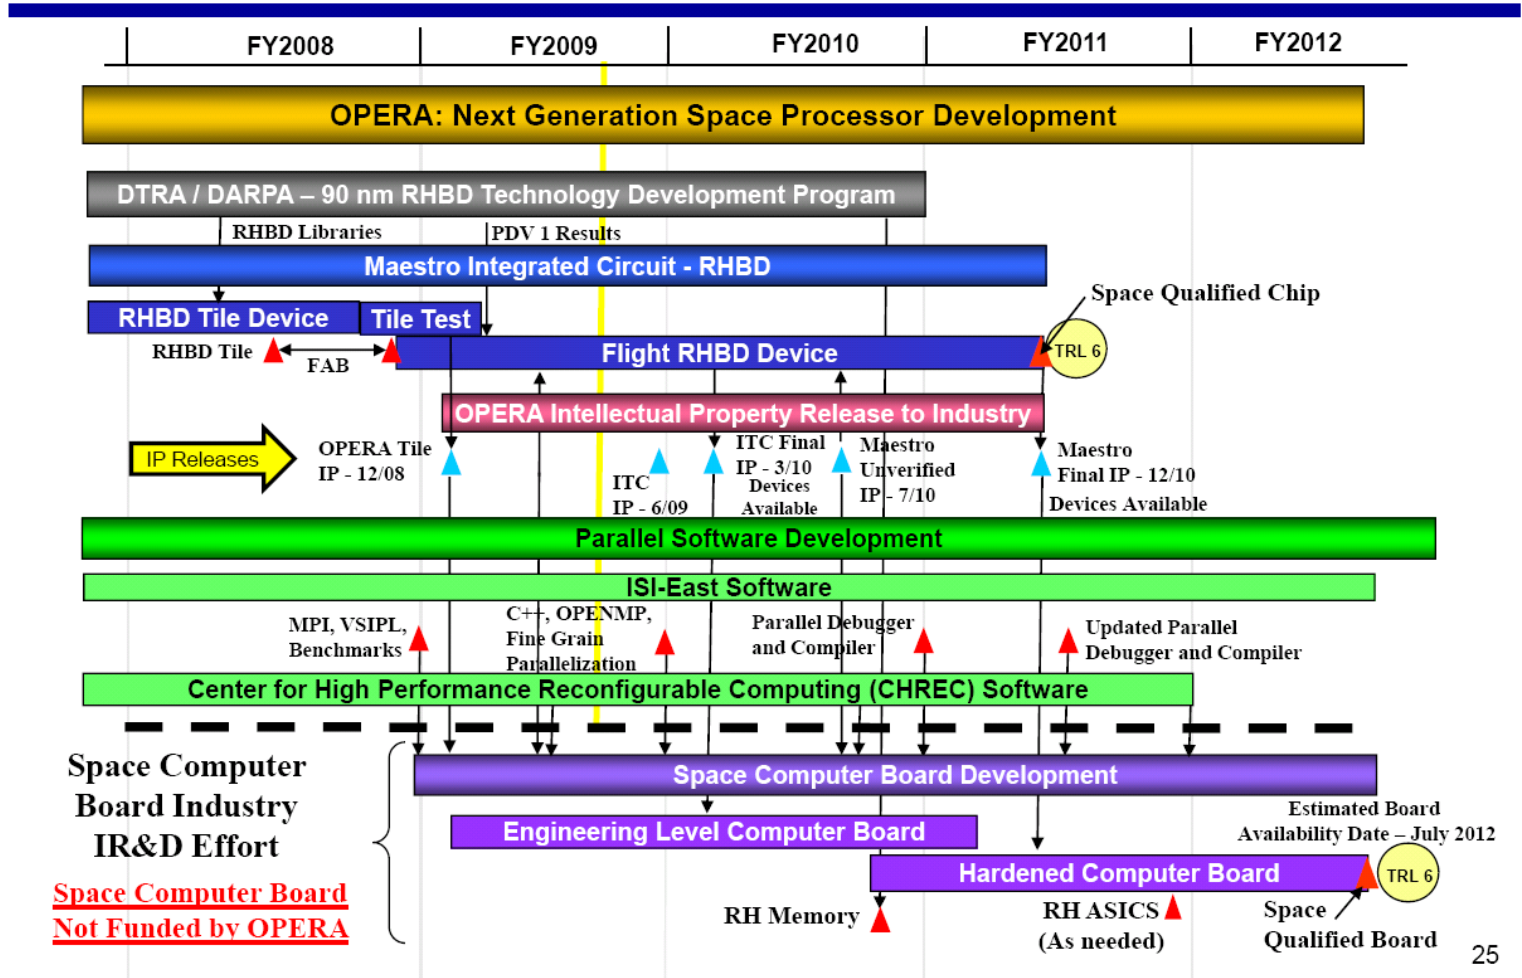 FY2008
FY2009
FY2010
FY2011
FY2012
OPERA: Next Generation Space Processor Development
DTRA / DARPA – 90 nm RHBD Technology Development Program
RHBD Libraries
PDV 1 Results
Maestro Integrated Circuit - RHBD
Space Qualified Chip
RHBD Tile Device
Tile Test
RHBD Tile
FAB
Flight RHBD Device
TRL 6
OPERA Intellectual Property Release to Industry
IP Releases
OPERA Tile
IP - 12/08
ITC
IP - 6/09
ITC Final
IP - 3/10
Devices
Available
Maestro
Unverified
IP - 7/10
Maestro
Final IP - 12/10
Devices Available
Parallel Software Development
ISI-East Software
MPI, VSIPL,
Benchmarks
C++, OPENMP,
Fine Grain
Parallelization
Parallel Debugger
and Compiler
Updated Parallel
Debugger and Compiler
Center for High Performance Reconfigurable Computing (CHREC) Software
Space Computer
Board Industry
IR&D Effort
Space Computer Board
Not Funded by OPERA
Space Computer Board Development
Engineering Level Computer Board
Estimated Board
Availability Date – July 2012
Hardened Computer Board
TRL 6
RH Memory
RH ASICS
(As needed)
Space
Qualified Board
25